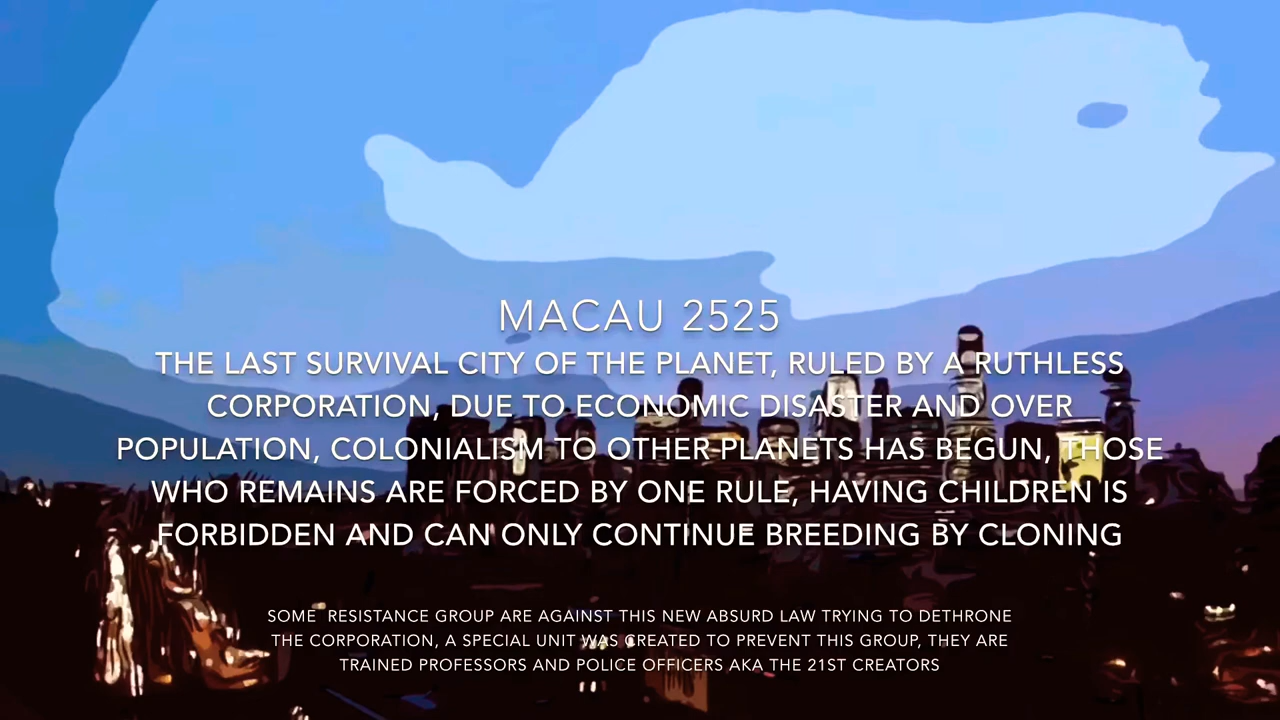 MACAU 2525
THE LAST SURVIVAL CITY OF THE PLANET, RULED BY A RUTHLESS
CORPORATION, DUE TO ECONOMIC DISASTER AND OVER
POPULATION, COLONIALISM TO OTHER PLANETS HAS BEGUN, THOSE
WHO REMAINS ARE FORCED BY ONE RULE, HAVING CHILDREN IS
FORBIDDEN AND CAN ONLY CONTINUE BREEDING BY CLONING
SOME RESISTANCE GROUP ARE AGAINST THIS NEW ABSURD LAW TRYING TO DETHRONE
THE CORPORATION, A SPECIAL UNIT WAS CREATED TO PREVENT THIS GROUP, THEY ARE
TRAINED PROFESSORS AND POLICE OFFICERS AKA THE 21ST CREATORS